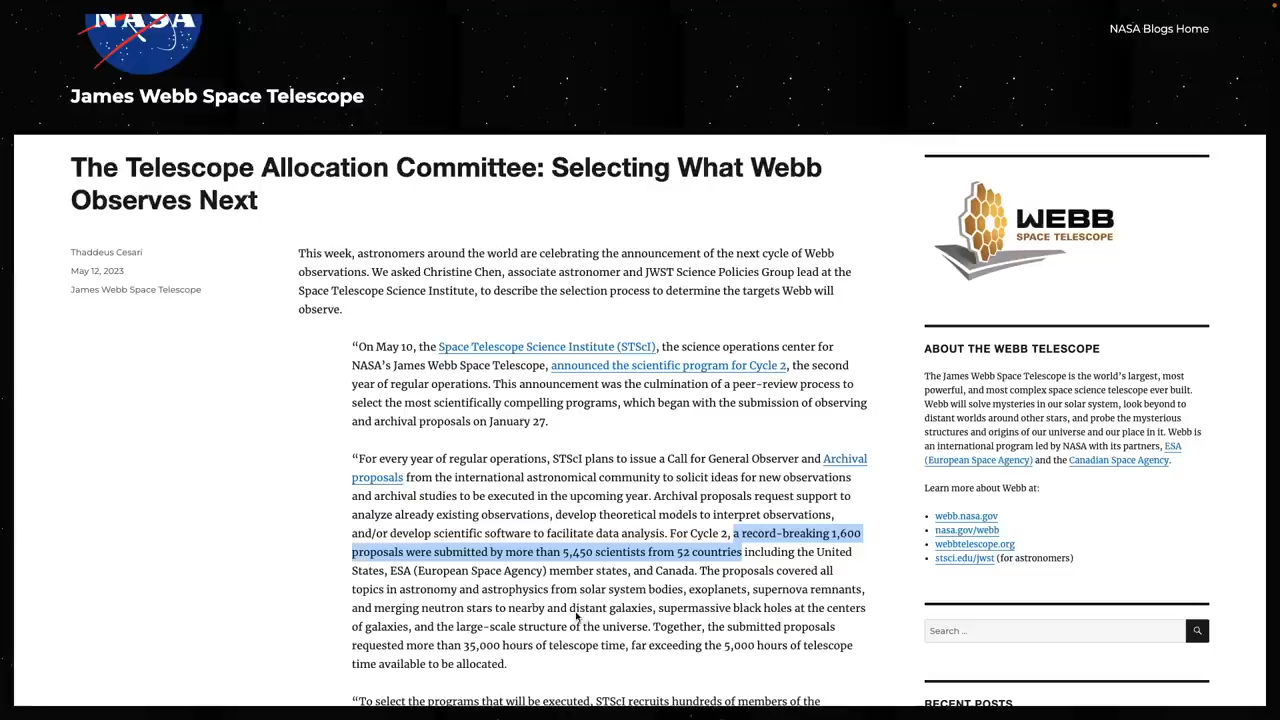 NASA
NASA Blogs Home
James Webb Space Telescope
The Telescope Allocation Committee: Selecting What Webb
Observes Next
Thaddeus Cesari
May 12, 2023
James Webb Space Telescope
This week, astronomers around the world are celebrating the announcement of the next cycle of Webb
observations. We asked Christine Chen, associate astronomer and JWST Science Policies Group lead at the
Space Telescope Science Institute, to describe the selection process to determine the targets Webb will
observe.
“On May 10, the Space Telescope Science Institute (STScI), the science operations center for
NASA’s James Webb Space Telescope, announced the scientific program for Cycle 2, the second
year of regular operations. This announcement was the culmination of a peer-review process to
select the most scientifically compelling programs, which began with the submission of observing
and archival proposals on January 27.
“For every year of regular operations, STScI plans to issue a Call for General Observer and Archival
proposals from the international astronomical community to solicit ideas for new observations
and archival studies to be executed in the upcoming year. Archival proposals request support to
analyze already existing observations, develop theoretical models to interpret observations,
and/or develop scientific software to facilitate data analysis. For Cycle 2, a record-breaking 1,600
proposals were submitted by more than 5,450 scientists from 52 countries including the United
States, ESA (European Space Agency) member states, and Canada. The proposals covered all
topics in astronomy and astrophysics from solar system bodies, exoplanets, supernova remnants,
and merging neutron stars to nearby and distant galaxies, supermassive black holes at the centers
of galaxies, and the large-scale structure of the universe. Together, the submitted proposals
requested more than 35,000 hours of telescope time, far exceeding the 5,000 hours of telescope
time available to be allocated.
“To select the programs that will be executed, STScI recruits hundreds of members of the
WEBB
SPACE TELESCOPE
ABOUT THE WEBB TELESCOPE
The James Webb Space Telescope is the world's largest, most
powerful, and most complex space science telescope ever built.
Webb will solve mysteries in our solar system, look beyond to
distant worlds around other stars, and probe the mysterious
structures and origins of our universe and our place in it. Webb is
an international program led by NASA with its partners, ESA
(European Space Agency) and the Canadian Space Agency.
Learn more about Webb at:
• webb.nasa.gov
• nasa.gov/webb
• webbtelescope.org
• stsci.edu/jwst (for astronomers)
Search …
RECENT POSTS